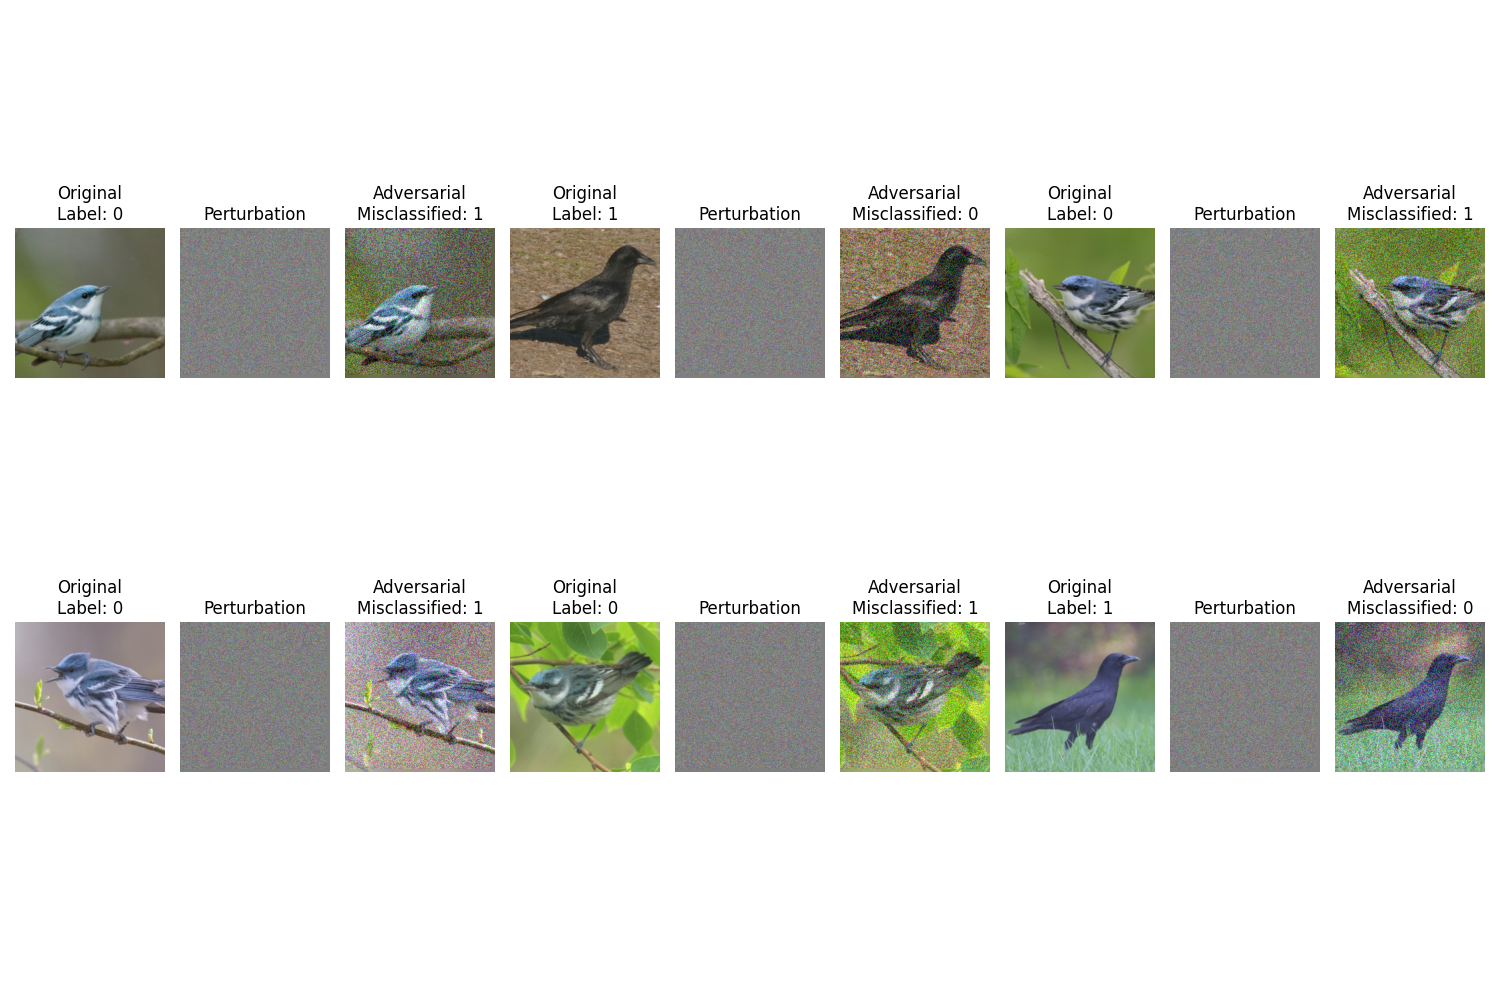 Original
Label: 0
Perturbation
Adversarial
Misclassified: 1
Original
Label: 1
Perturbation
Adversarial
Misclassified: 0
Original
Label: 0
Perturbation
Adversarial
Misclassified: 1
Original
Label: 0
Perturbation
Adversarial
Misclassified: 1
Original
Label: 0
Perturbation
Adversarial
Misclassified: 1
Original
Label: 1
Perturbation
Adversarial
Misclassified: 0